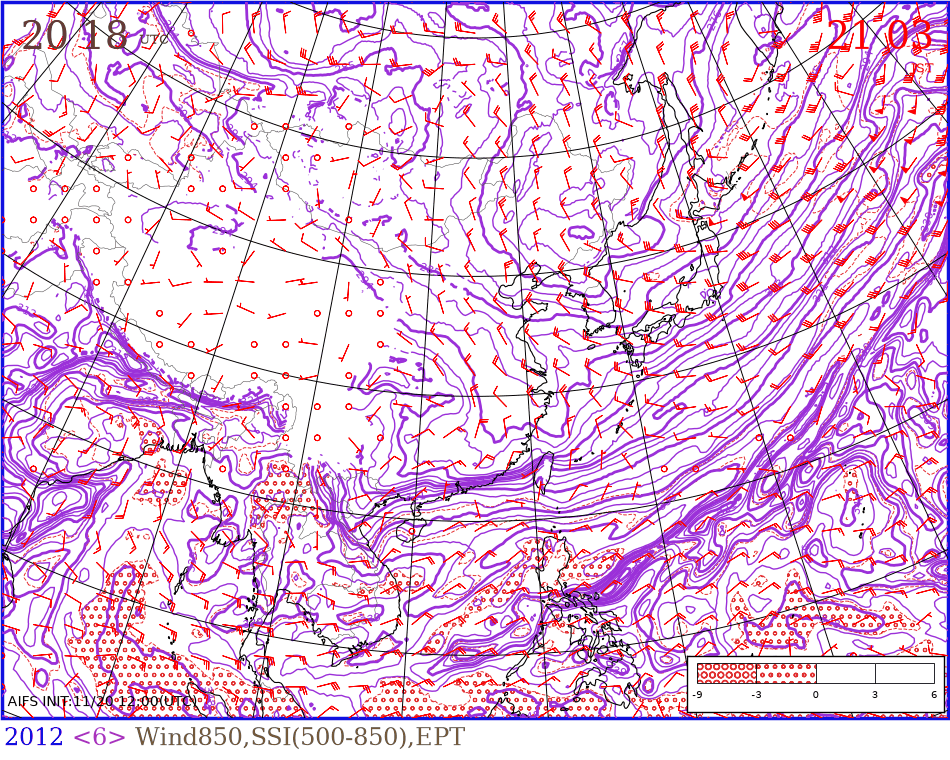 20 18 UTC 21 03
JST
-9 -3 0 3 6
AIFS INIT:11/20 12:00(UTC)
2012 <6> Wind850,SSI(500-850),EPT